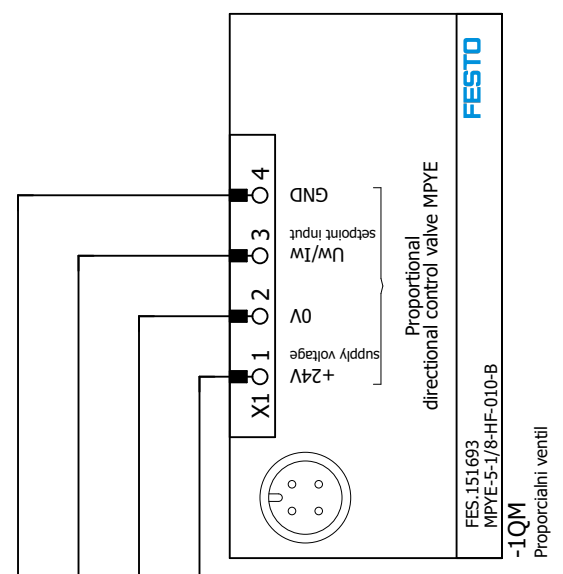 FESTO
4
GND
3
setpoint input
Uw/Iw
2
0V
1
supply voltage
+24V
X1
Proportional
directional control valve MPYE
FES.151693
MPYE-5-1/8-HF-010-B
-1QM
Proporcialni ventil